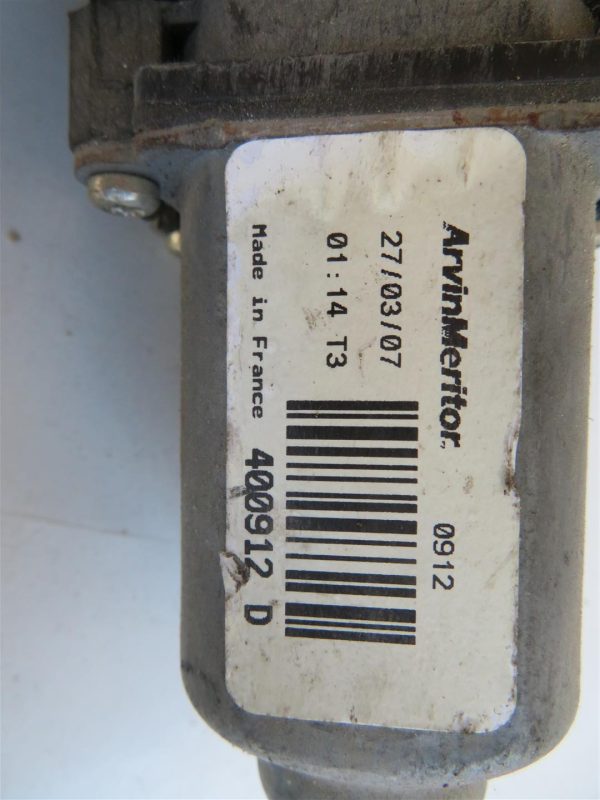 ArvinMeritor. 0912
27/03/07
01:14 T3
Made in France 400912 D